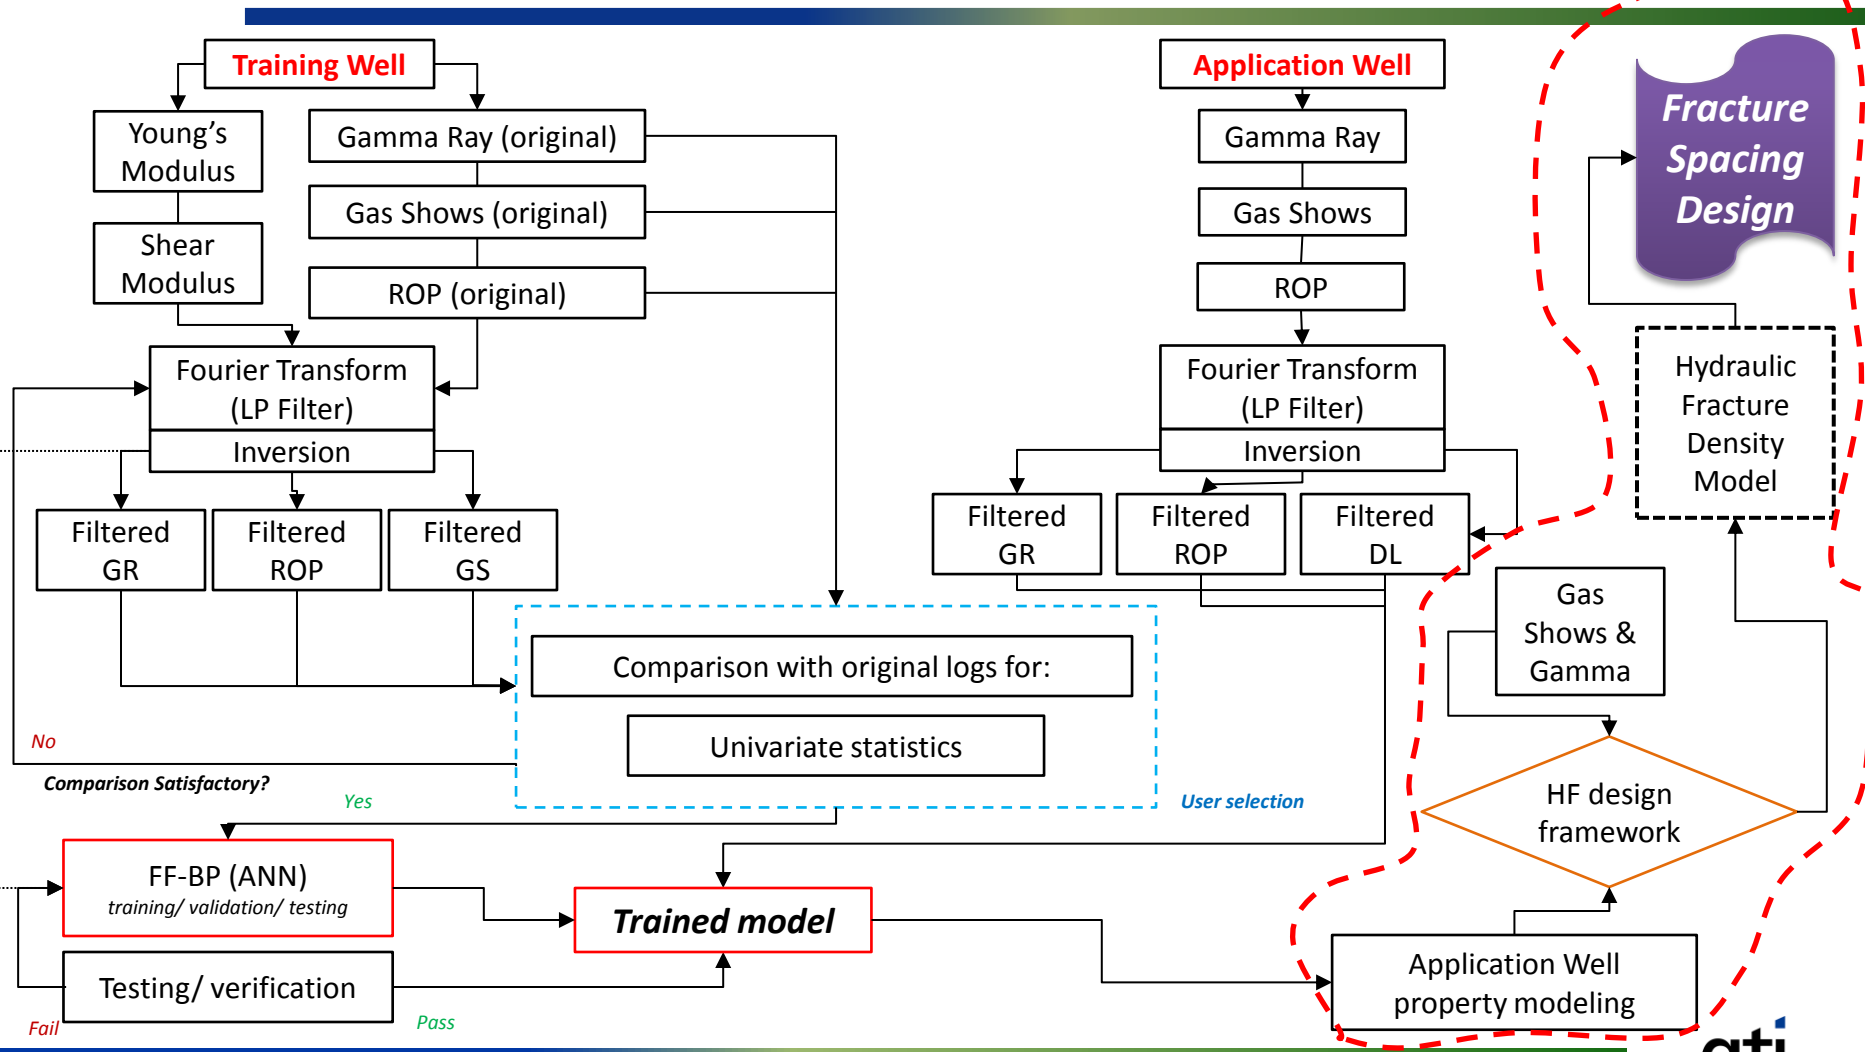 Training Well
Young's
Modulus
Shear
Modulus
Gamma Ray (original)
Gas Shows (original)
ROP (original)
Fourier Transform
(LP Filter)
Inversion
Filtered
GR
Filtered
ROP
Filtered
GS
Application Well
Gamma Ray
Gas Shows
ROP
Fourier Transform
(LP Filter)
Inversion
Filtered
GR
Filtered
ROP
Filtered
DL
Comparison with original logs for:
Univariate statistics
No
Comparison Satisfactory?
Yes
User selection
FF-BP (ANN)
training/ validation/ testing
Testing/ verification
Fail
Pass
Trained model
Application Well
property modeling
HF design
framework
Gas
Shows &
Gamma
Hydraulic
Fracture
Density
Model
Fracture
Spacing
Design
gti